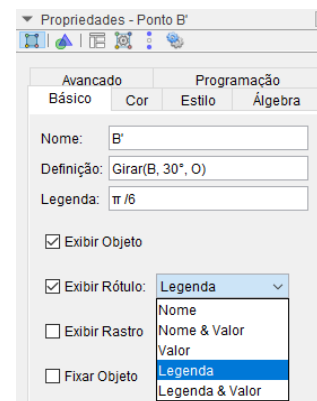 Propriedades - Ponto B'
Avançado Programação
Básico Cor Estilo Álgebra
Nome: B'
Definição: Girar(B, 30°, O)
Legenda: π /6
Exibir Objeto
Exibir Rótulo: Legenda
Nome
Exibir Rastro Nome & Valor
Valor
Fixar Objeto Legenda
Legenda & Valor